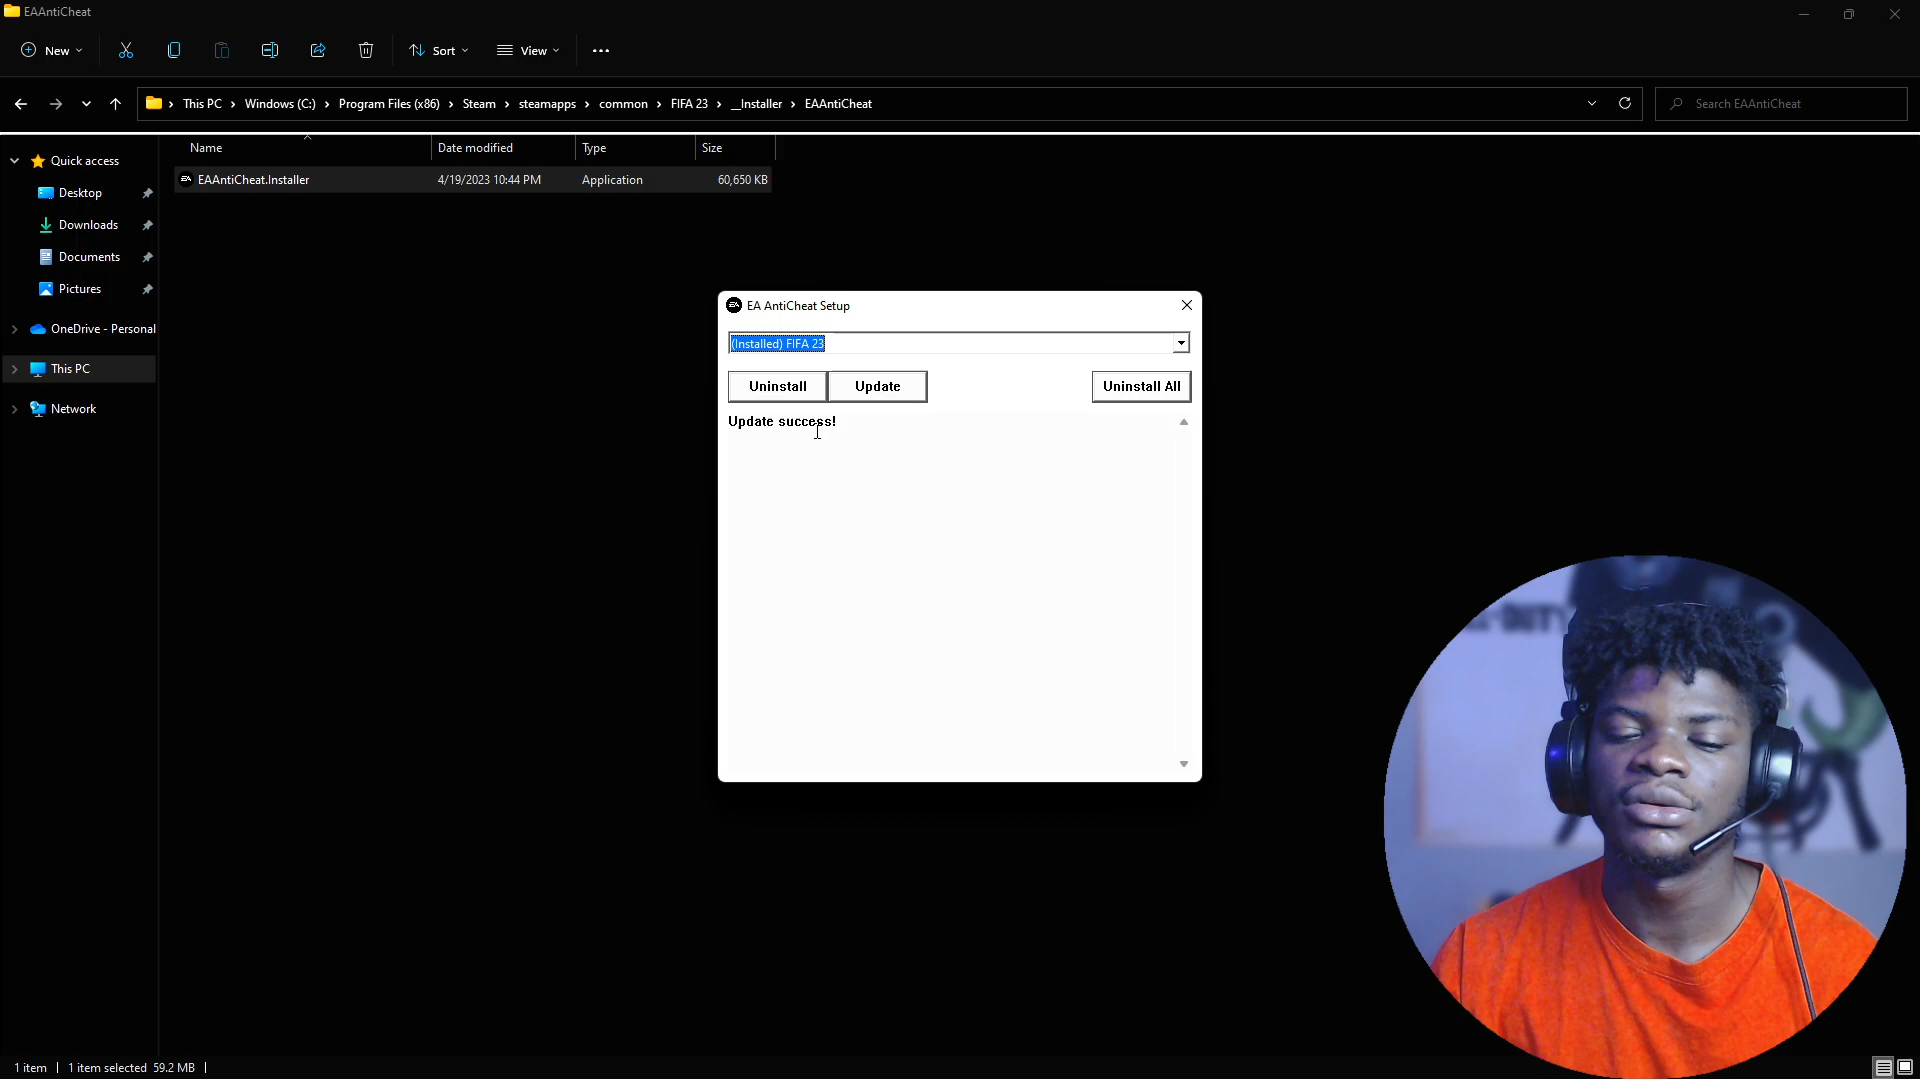 EAAntiCheat
New
Sort
View
This PC
Windows (C:)
Program Files (x86)
Steam
steamapps
common
FIFA 23
__Installer
EAAntiCheat
Search EAAntiCheat
Name
Date modified
Type
Size
Quick access
EAAntiCheat.Installer
4/19/2023 10:44 PM
Application
60,650 KB
Desktop
Downloads
Documents
Pictures
OneDrive - Personal
This PC
Network
EA AntiCheat Setup
(Installed) FIFA 23
Uninstall
Update
Uninstall All
Update success!
1 item
1 item selected 59.2 MB